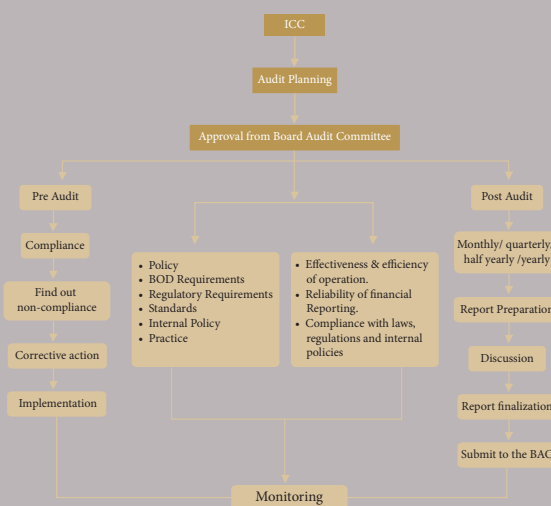 ICC
Audit Planning
Approval from Board Audit Committee
Pre Audit
Compliance
Find out
non-compliance
Corrective action
Implementation
• Policy
• BOD Requirements
• Regulatory Requirements
• Standards
• Internal Policy
• Practice
• Effectiveness & efficiency
of operation.
• Reliability of financial
Reporting.
• Compliance with laws,
regulations and internal
policies
Post Audit
Monthly/ quarterly,
half yearly /yearly
Report Preparation
Discussion
Report finalization
Submit to the BAC
Monitoring